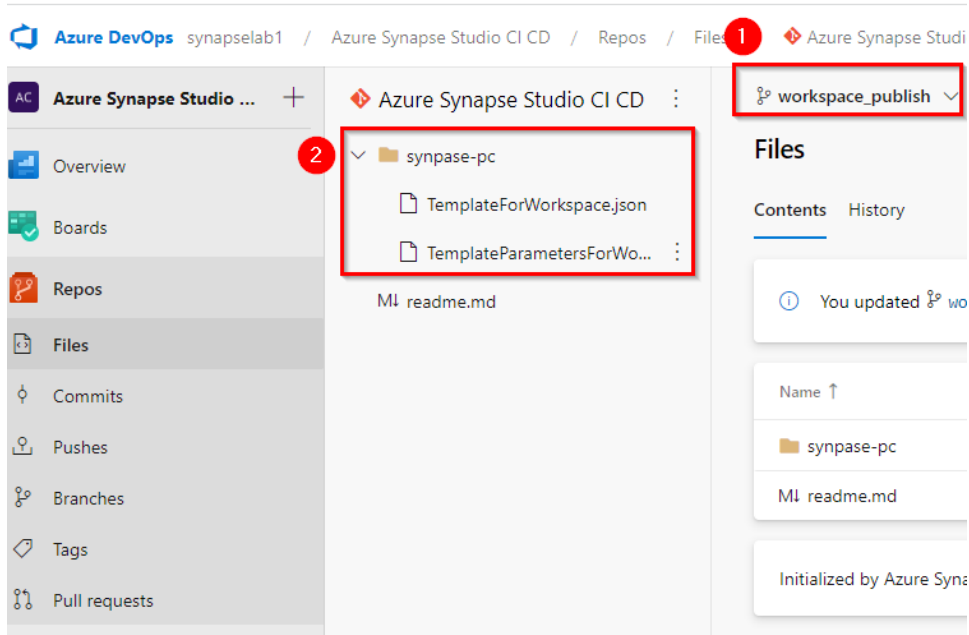 Azure DevOps synapselab1 / Azure Synapse Studio CI CD / Repos / Files 1 Azure Synapse Studi
AC Azure Synapse Studio ... +
Azure Synapse Studio CI CD
workspace_publish
2
synpase-pc
TemplateForWorkspace.json
TemplateParametersForWo...
M↓ readme.md
Overview
Boards
Repos
Files
Commits
Pushes
Branches
Tags
Pull requests
Files
Contents History
You updated wo
Name ↑
synpase-pc
M↓ readme.md
Initialized by Azure Syna